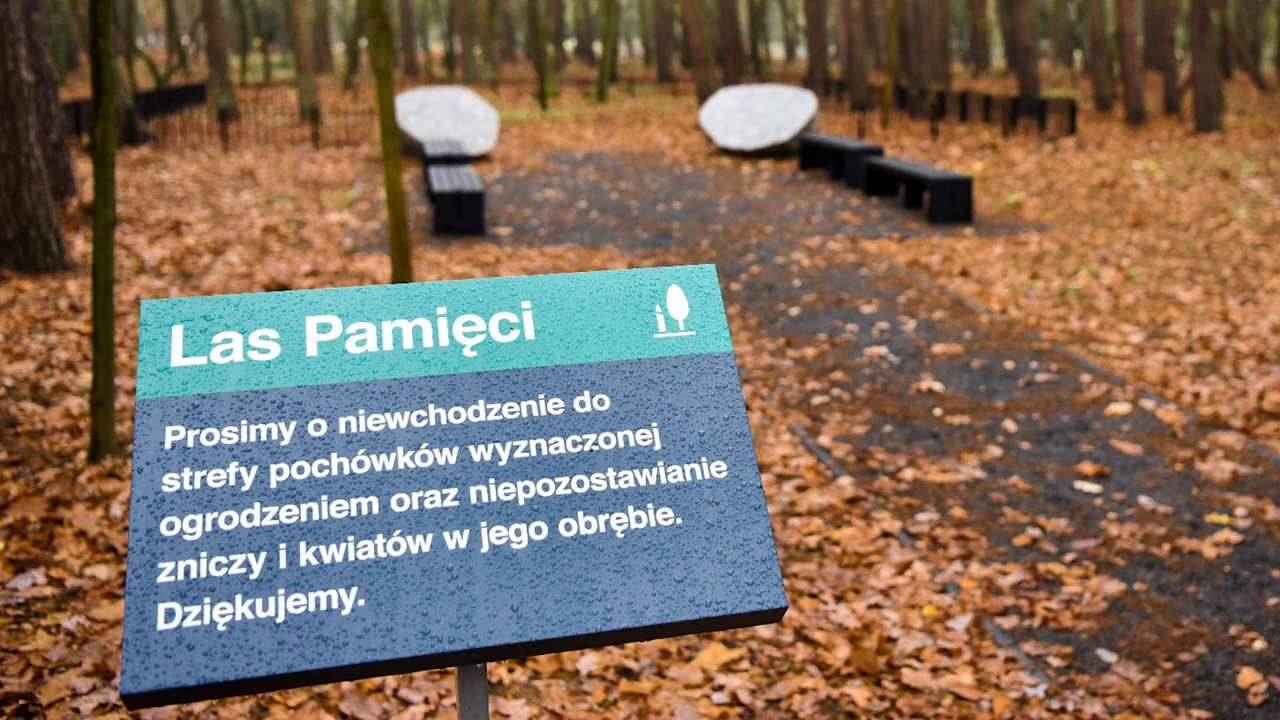 Las Pamięci
Prosimy o niewchodzenie do
strefy pochówków wyznaczonej
ogrodzeniem oraz niepozostawianie
zniczy i kwiatów w jego obrębie.
Dziękujemy.